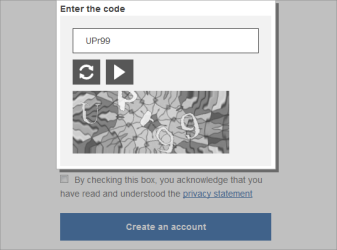 Enter the code
UPr99
By checking this box, you acknowledge that you
have read and understood the privacy statement
Create an account